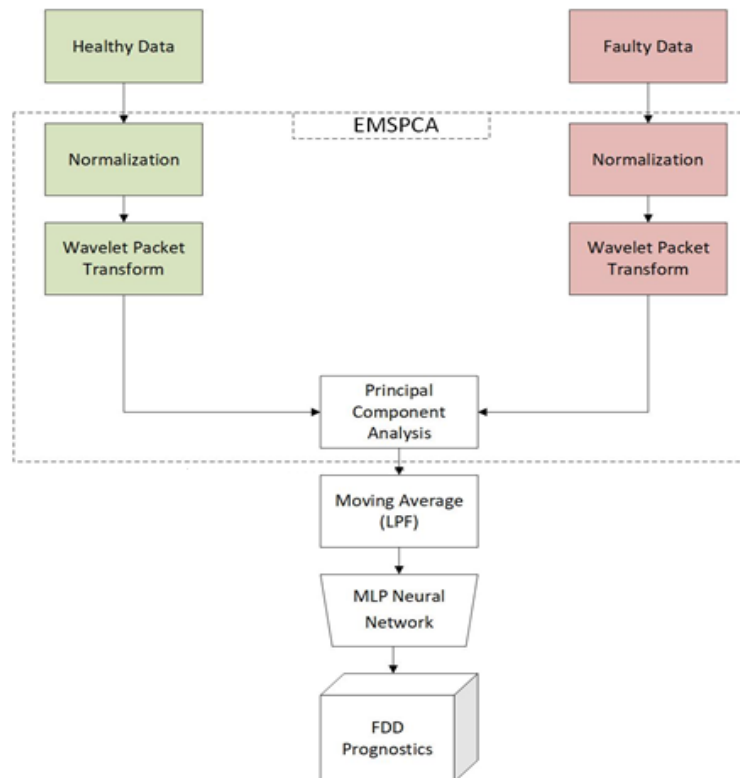 Healthy Data
Faulty Data
EMSPCA
Normalization
Normalization
Wavelet Packet
Transform
Wavelet Packet
Transform
Principal
Component
Analysis
Moving Average
(LPF)
MLP Neural
Network
FDD
Prognostics